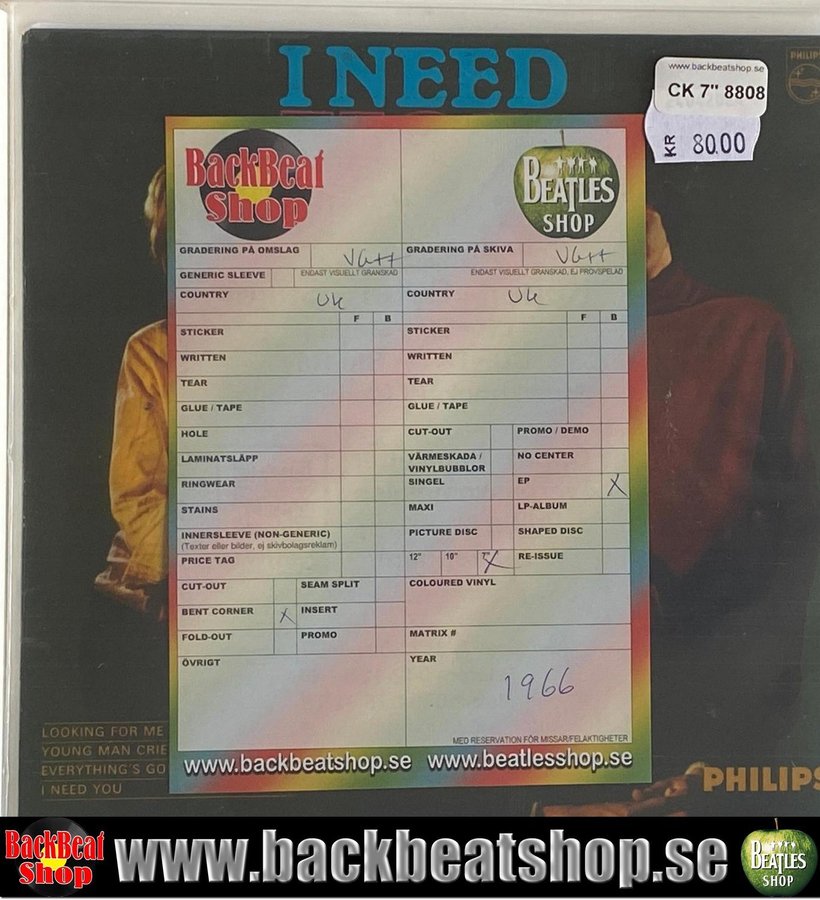 I NEED
PHILIPS
www.backbeatshop.se
CK 7" 8808
KR 80.00
BackBeat Shop
BEATLES SHOP
GRADERING PÅ OMSLAG VG++
GRADERING PÅ SKIVA VG++
GENERIC SLEEVE
ENDAST VISUELLT GRANSKAD
ENDAST VISUELLT GRANSKAD, EJ PROVSPELAD
COUNTRY UK
COUNTRY UK
F B
F B
STICKER
STICKER
WRITTEN
WRITTEN
TEAR
TEAR
GLUE / TAPE
GLUE / TAPE
HOLE
CUT-OUT
PROMO / DEMO
LAMINATSLÄPP
VÄRMESKADA /
VINYLBUBBLOR
NO CENTER
RINGWEAR
SINGEL
EP X
STAINS
MAXI
LP-ALBUM
INNERSLEEVE (NON-GENERIC)
(Texter eller bilder, ej skivbolagsreklam)
PICTURE DISC
SHAPED DISC
PRICE TAG
12" 10" 7" X
RE-ISSUE
CUT-OUT
SEAM SPLIT
COLOURED VINYL
BENT CORNER X
INSERT
FOLD-OUT
PROMO
MATRIX #
ÖVRIGT
YEAR
1966
MED RESERVATION FÖR MISSAR/FELAKTIGHETER
www.backbeatshop.se www.beatlesshop.se
LOOKING FOR ME
YOUNG MAN CRIE
EVERYTHING'S GO
I NEED YOU
PHILIPS
BackBeat Shop
www.backbeatshop.se
BEATLES SHOP